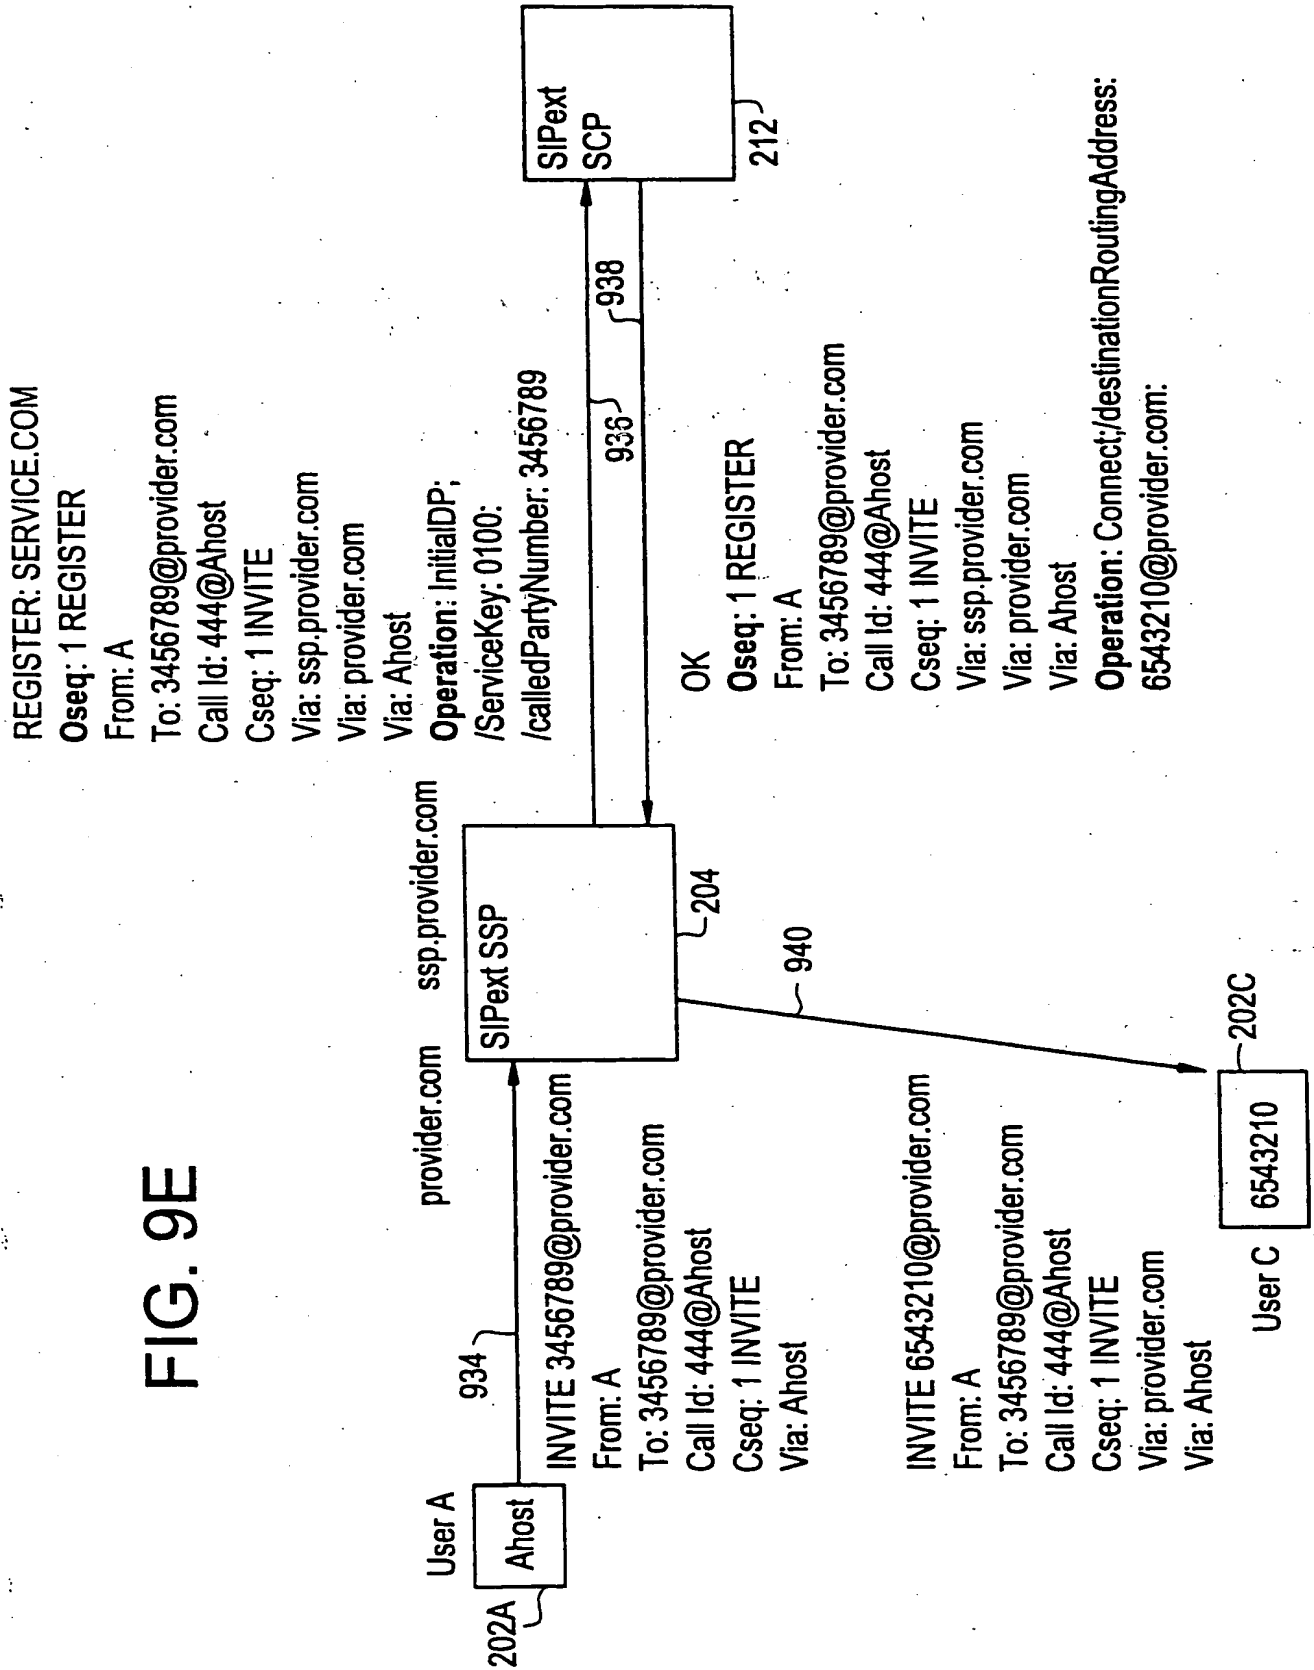 FIG. 9E
REGISTER: SERVICE.COM
Oseq: 1 REGISTER
From: A
To: 3456789@provider.com
Call Id: 444@Ahost
Cseq: 1 INVITE
Via: ssp.provider.com
Via: provider.com
Via: Ahost
Operation: InitialDP;
/ServiceKey: 0100:
/calledPartyNumber: 3456789
provider.com
ssp.provider.com
User A
Ahost
202A
934
SIPext SSP
204
936
938
SIPext
SCP
212
INVITE 3456789@provider.com
From: A
To: 3456789@provider.com
Call Id: 444@Ahost
Cseq: 1 INVITE
Via: Ahost
OK
Oseq: 1 REGISTER
From: A
To: 3456789@provider.com
Call Id: 444@Ahost
Cseq: 1 INVITE
Via: ssp.provider.com
Via: provider.com
Via: Ahost
Operation: Connect;/destinationRoutingAddress:
6543210@provider.com:
940
INVITE 6543210@provider.com
From: A
To: 3456789@provider.com
Call Id: 444@Ahost
Cseq: 1 INVITE
Via: provider.com
Via: Ahost
User C
6543210
202C